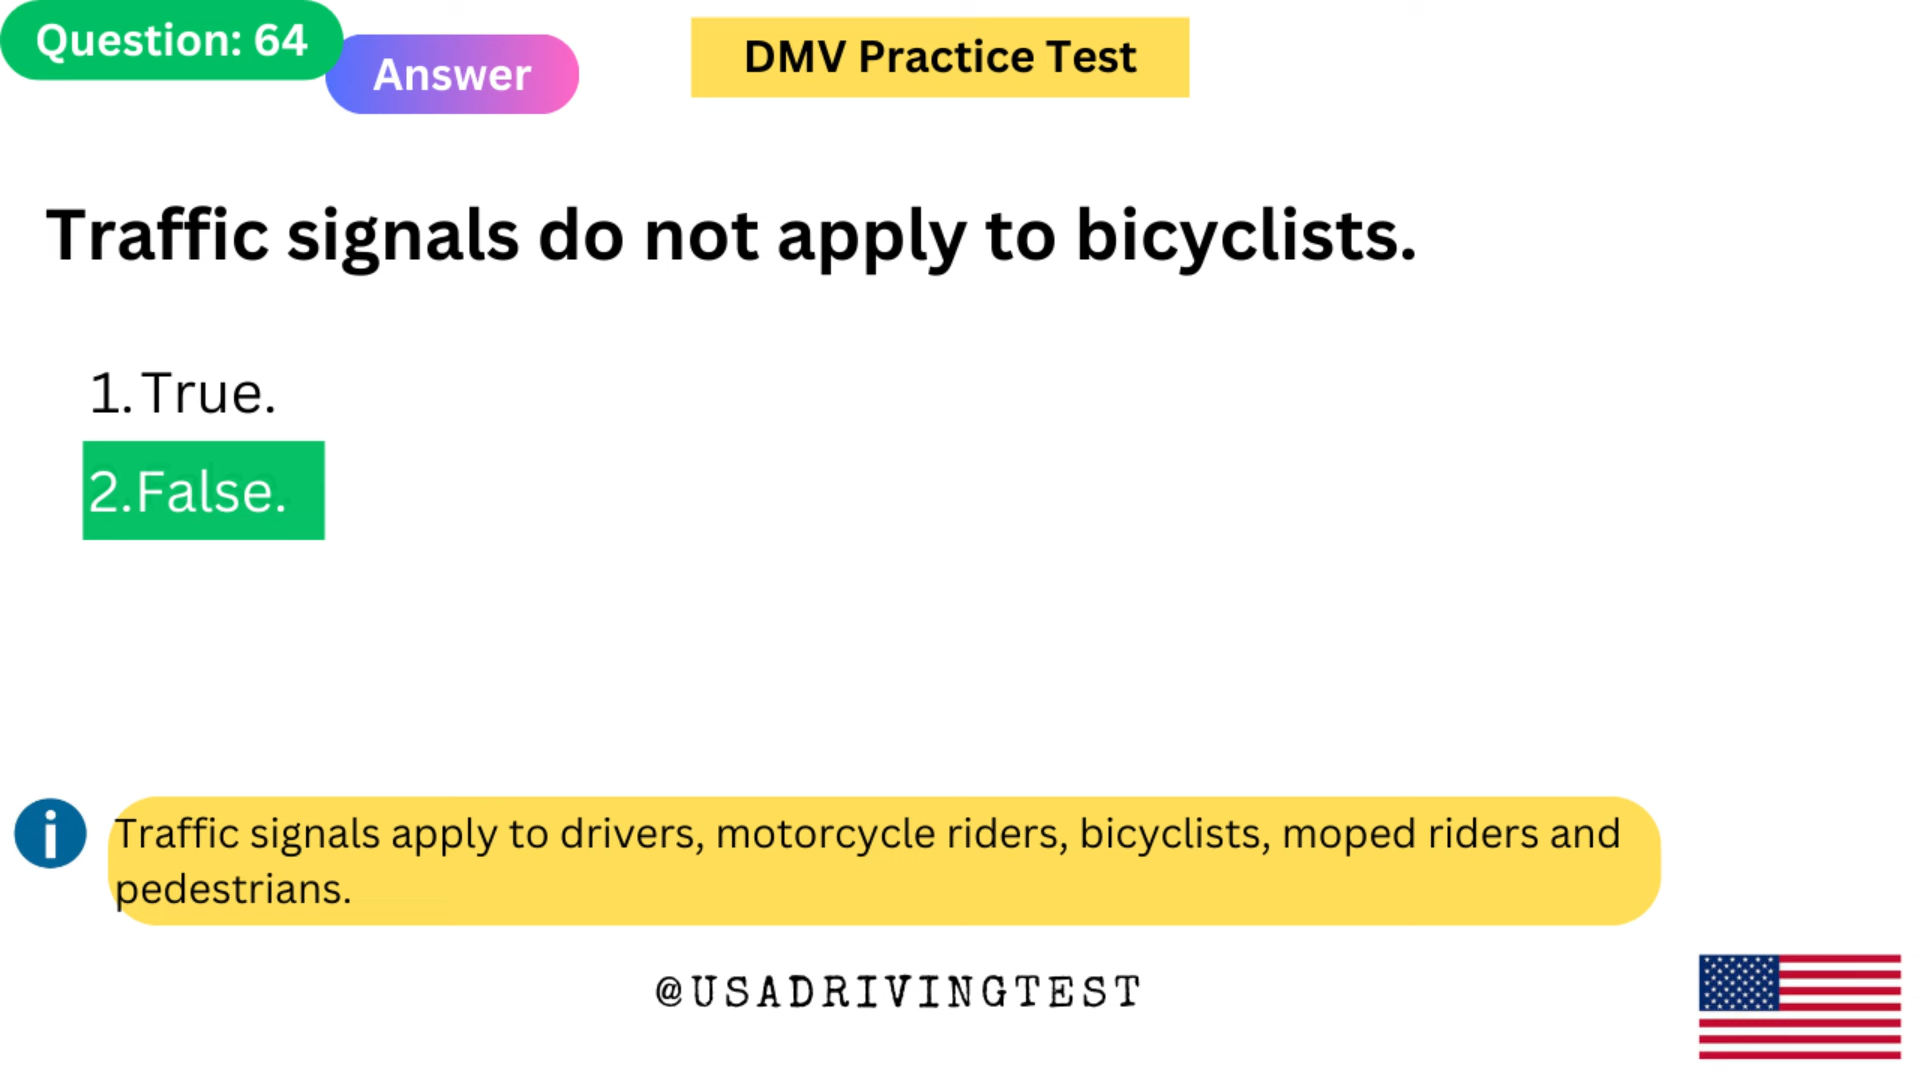 Question: 64
Answer
DMV Practice Test
Traffic signals do not apply to bicyclists.
1. True.
2.False.
i
Traffic signals apply to drivers, motorcycle riders, bicyclists, moped riders and
pedestrians.
@USADRIVINGTEST